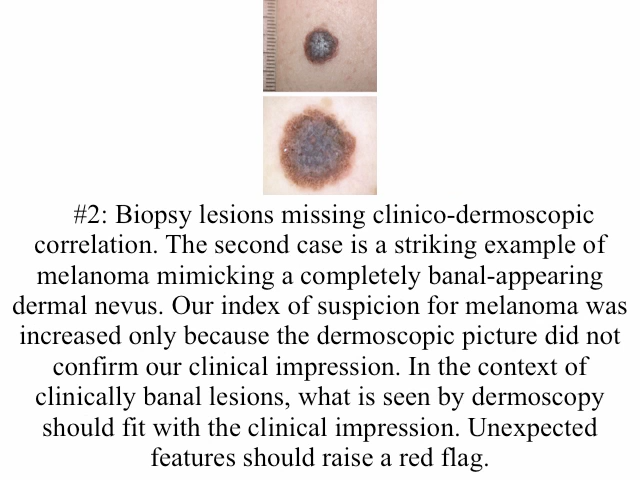 #2: Biopsy lesions missing clinico-dermoscopic
correlation. The second case is a striking example of
melanoma mimicking a completely banal-appearing
dermal nevus. Our index of suspicion for melanoma was
increased only because the dermoscopic picture did not
confirm our clinical impression. In the context of
clinically banal lesions, what is seen by dermoscopy
should fit with the clinical impression. Unexpected
features should raise a red flag.